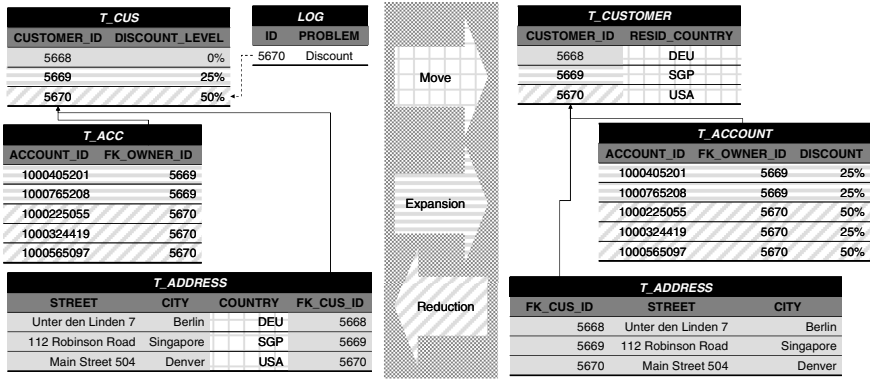 T_CUS
CUSTOMER_ID DISCOUNT_LEVEL
5668 0%
5669 25%
5670 50%
LOG
ID PROBLEM
5670 Discount
T_ACC
ACCOUNT_ID FK_OWNER_ID
1000405201 5669
1000765208 5669
1000225055 5670
1000324419 5670
1000565097 5670
T_ADDRESS
STREET CITY COUNTRY FK_CUS_ID
Unter den Linden 7 Berlin DEU 5668
112 Robinson Road Singapore SGP 5669
Main Street 504 Denver USA 5670
Move
Expansion
Reduction
T_CUSTOMER
CUSTOMER_ID RESID_COUNTRY
5668 DEU
5669 SGP
5670 USA
T_ACCOUNT
ACCOUNT_ID FK_OWNER_ID DISCOUNT
1000405201 5669 25%
1000765208 5669 25%
1000225055 5670 50%
1000324419 5670 25%
1000565097 5670 50%
T_ADDRESS
FK_CUS_ID STREET CITY
5668 Unter den Linden 7 Berlin
5669 112 Robinson Road Singapore
5670 Main Street 504 Denver